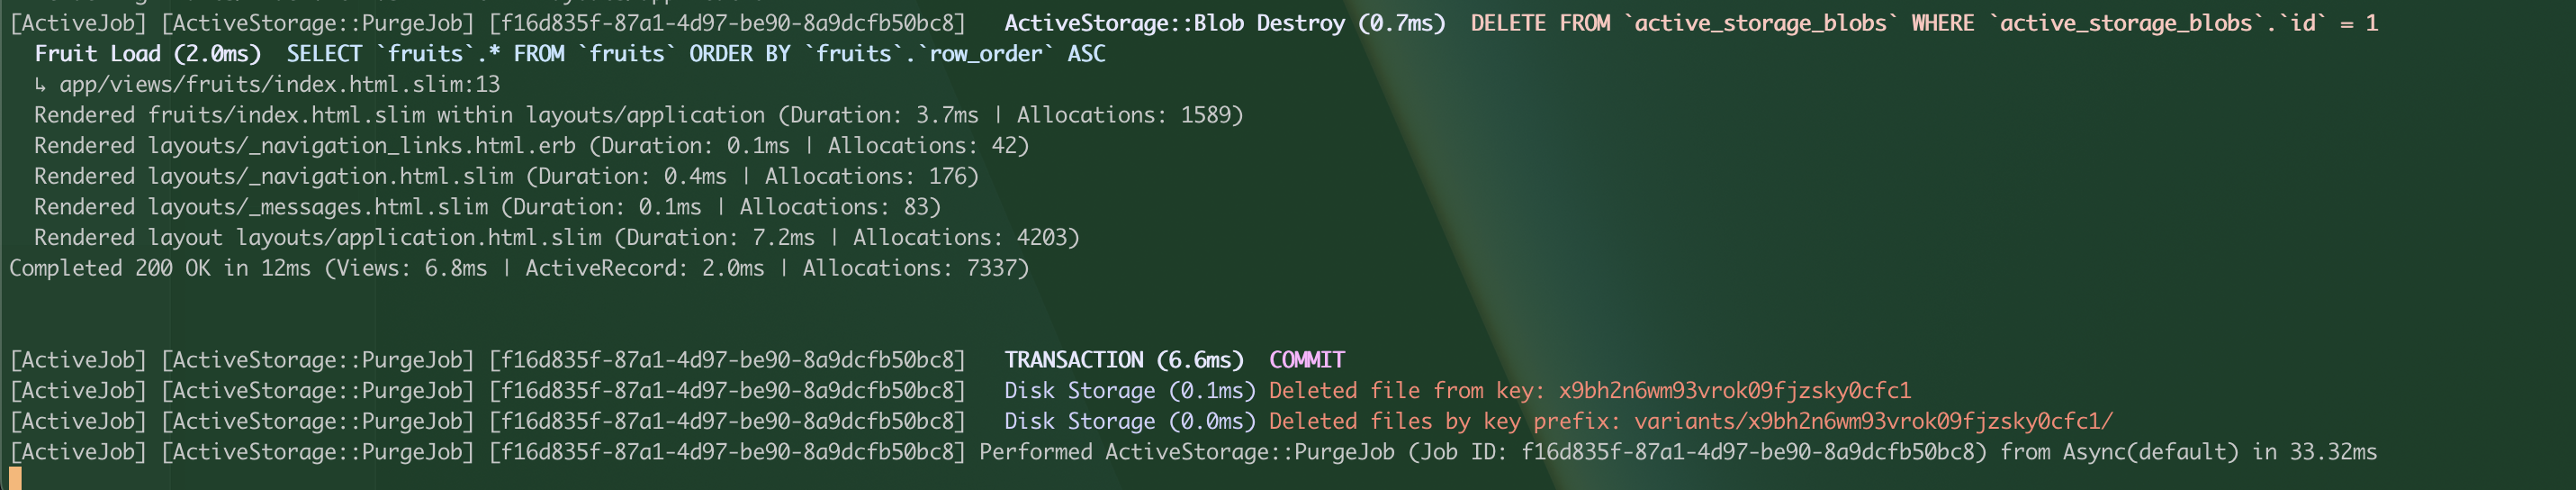 [ActiveJob] [ActiveStorage::PurgeJob] [f16d835f-87a1-4d97-be90-8a9dcfb50bc8]   ActiveStorage::Blob Destroy (0.7ms)  DELETE FROM `active_storage_blobs` WHERE `active_storage_blobs`.`id` = 1
  Fruit Load (2.0ms)  SELECT `fruits`.* FROM `fruits` ORDER BY `fruits`.`row_order` ASC
  ↳ app/views/fruits/index.html.slim:13
  Rendered fruits/index.html.slim within layouts/application (Duration: 3.7ms | Allocations: 1589)
  Rendered layouts/_navigation_links.html.erb (Duration: 0.1ms | Allocations: 42)
  Rendered layouts/_navigation.html.slim (Duration: 0.4ms | Allocations: 176)
  Rendered layouts/_messages.html.slim (Duration: 0.1ms | Allocations: 83)
  Rendered layout layouts/application.html.slim (Duration: 7.2ms | Allocations: 4203)
Completed 200 OK in 12ms (Views: 6.8ms | ActiveRecord: 2.0ms | Allocations: 7337)
[ActiveJob] [ActiveStorage::PurgeJob] [f16d835f-87a1-4d97-be90-8a9dcfb50bc8]   TRANSACTION (6.6ms)  COMMIT
[ActiveJob] [ActiveStorage::PurgeJob] [f16d835f-87a1-4d97-be90-8a9dcfb50bc8]   Disk Storage (0.1ms) Deleted file from key: x9bh2n6wm93vrok09fjzsky0cfc1
[ActiveJob] [ActiveStorage::PurgeJob] [f16d835f-87a1-4d97-be90-8a9dcfb50bc8]   Disk Storage (0.0ms) Deleted files by key prefix: variants/x9bh2n6wm93vrok09fjzsky0cfc1/
[ActiveJob] [ActiveStorage::PurgeJob] [f16d835f-87a1-4d97-be90-8a9dcfb50bc8] Performed ActiveStorage::PurgeJob (Job ID: f16d835f-87a1-4d97-be90-8a9dcfb50bc8) from Async(default) in 33.32ms